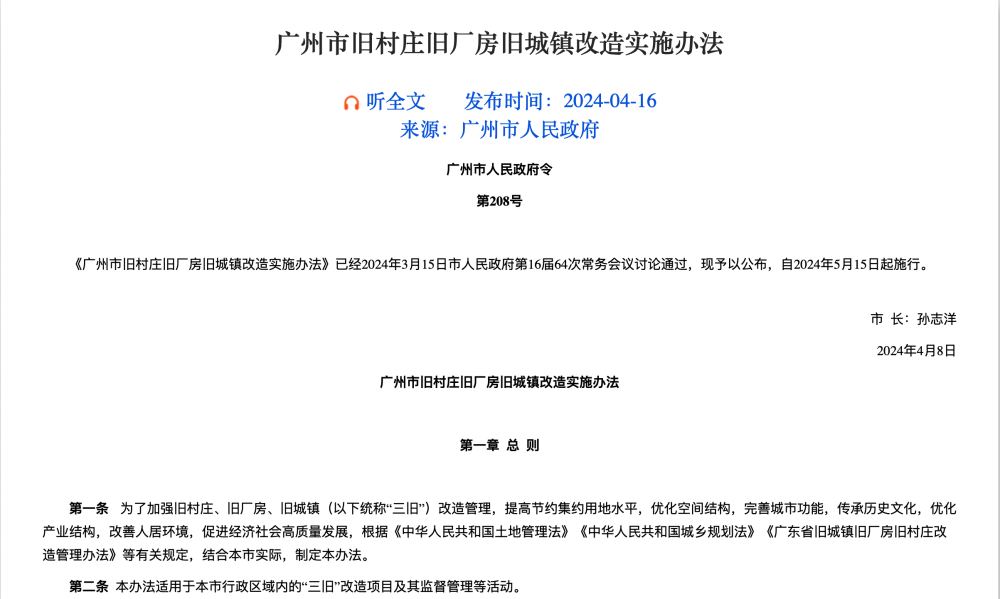 广州市旧村庄旧厂房旧城镇改造实施办法
听全文 发布时间：2024-04-16
来源：广州市人民政府
广州市人民政府令
第208号
《广州市旧村庄旧厂房旧城镇改造实施办法》已经2024年3月15日市人民政府第16届64次常务会议讨论通过，现予以公布，自2024年5月15日起施行。
市 长：孙志洋
2024年4月8日
广州市旧村庄旧厂房旧城镇改造实施办法
第一章 总 则
第一条 为了加强旧村庄、旧厂房、旧城镇（以下统称“三旧”）改造管理，提高节约集约用地水平，优化空间结构，完善城市功能，传承历史文化，优化
产业结构，改善人居环境，促进经济社会高质量发展，根据《中华人民共和国土地管理法》《中华人民共和国城乡规划法》《广东省旧城镇旧厂房旧村庄改
造管理办法》等有关规定，结合本市实际，制定本办法。
第二条 本办法适用于本市行政区域内的“三旧”改造项目及其监督管理等活动。